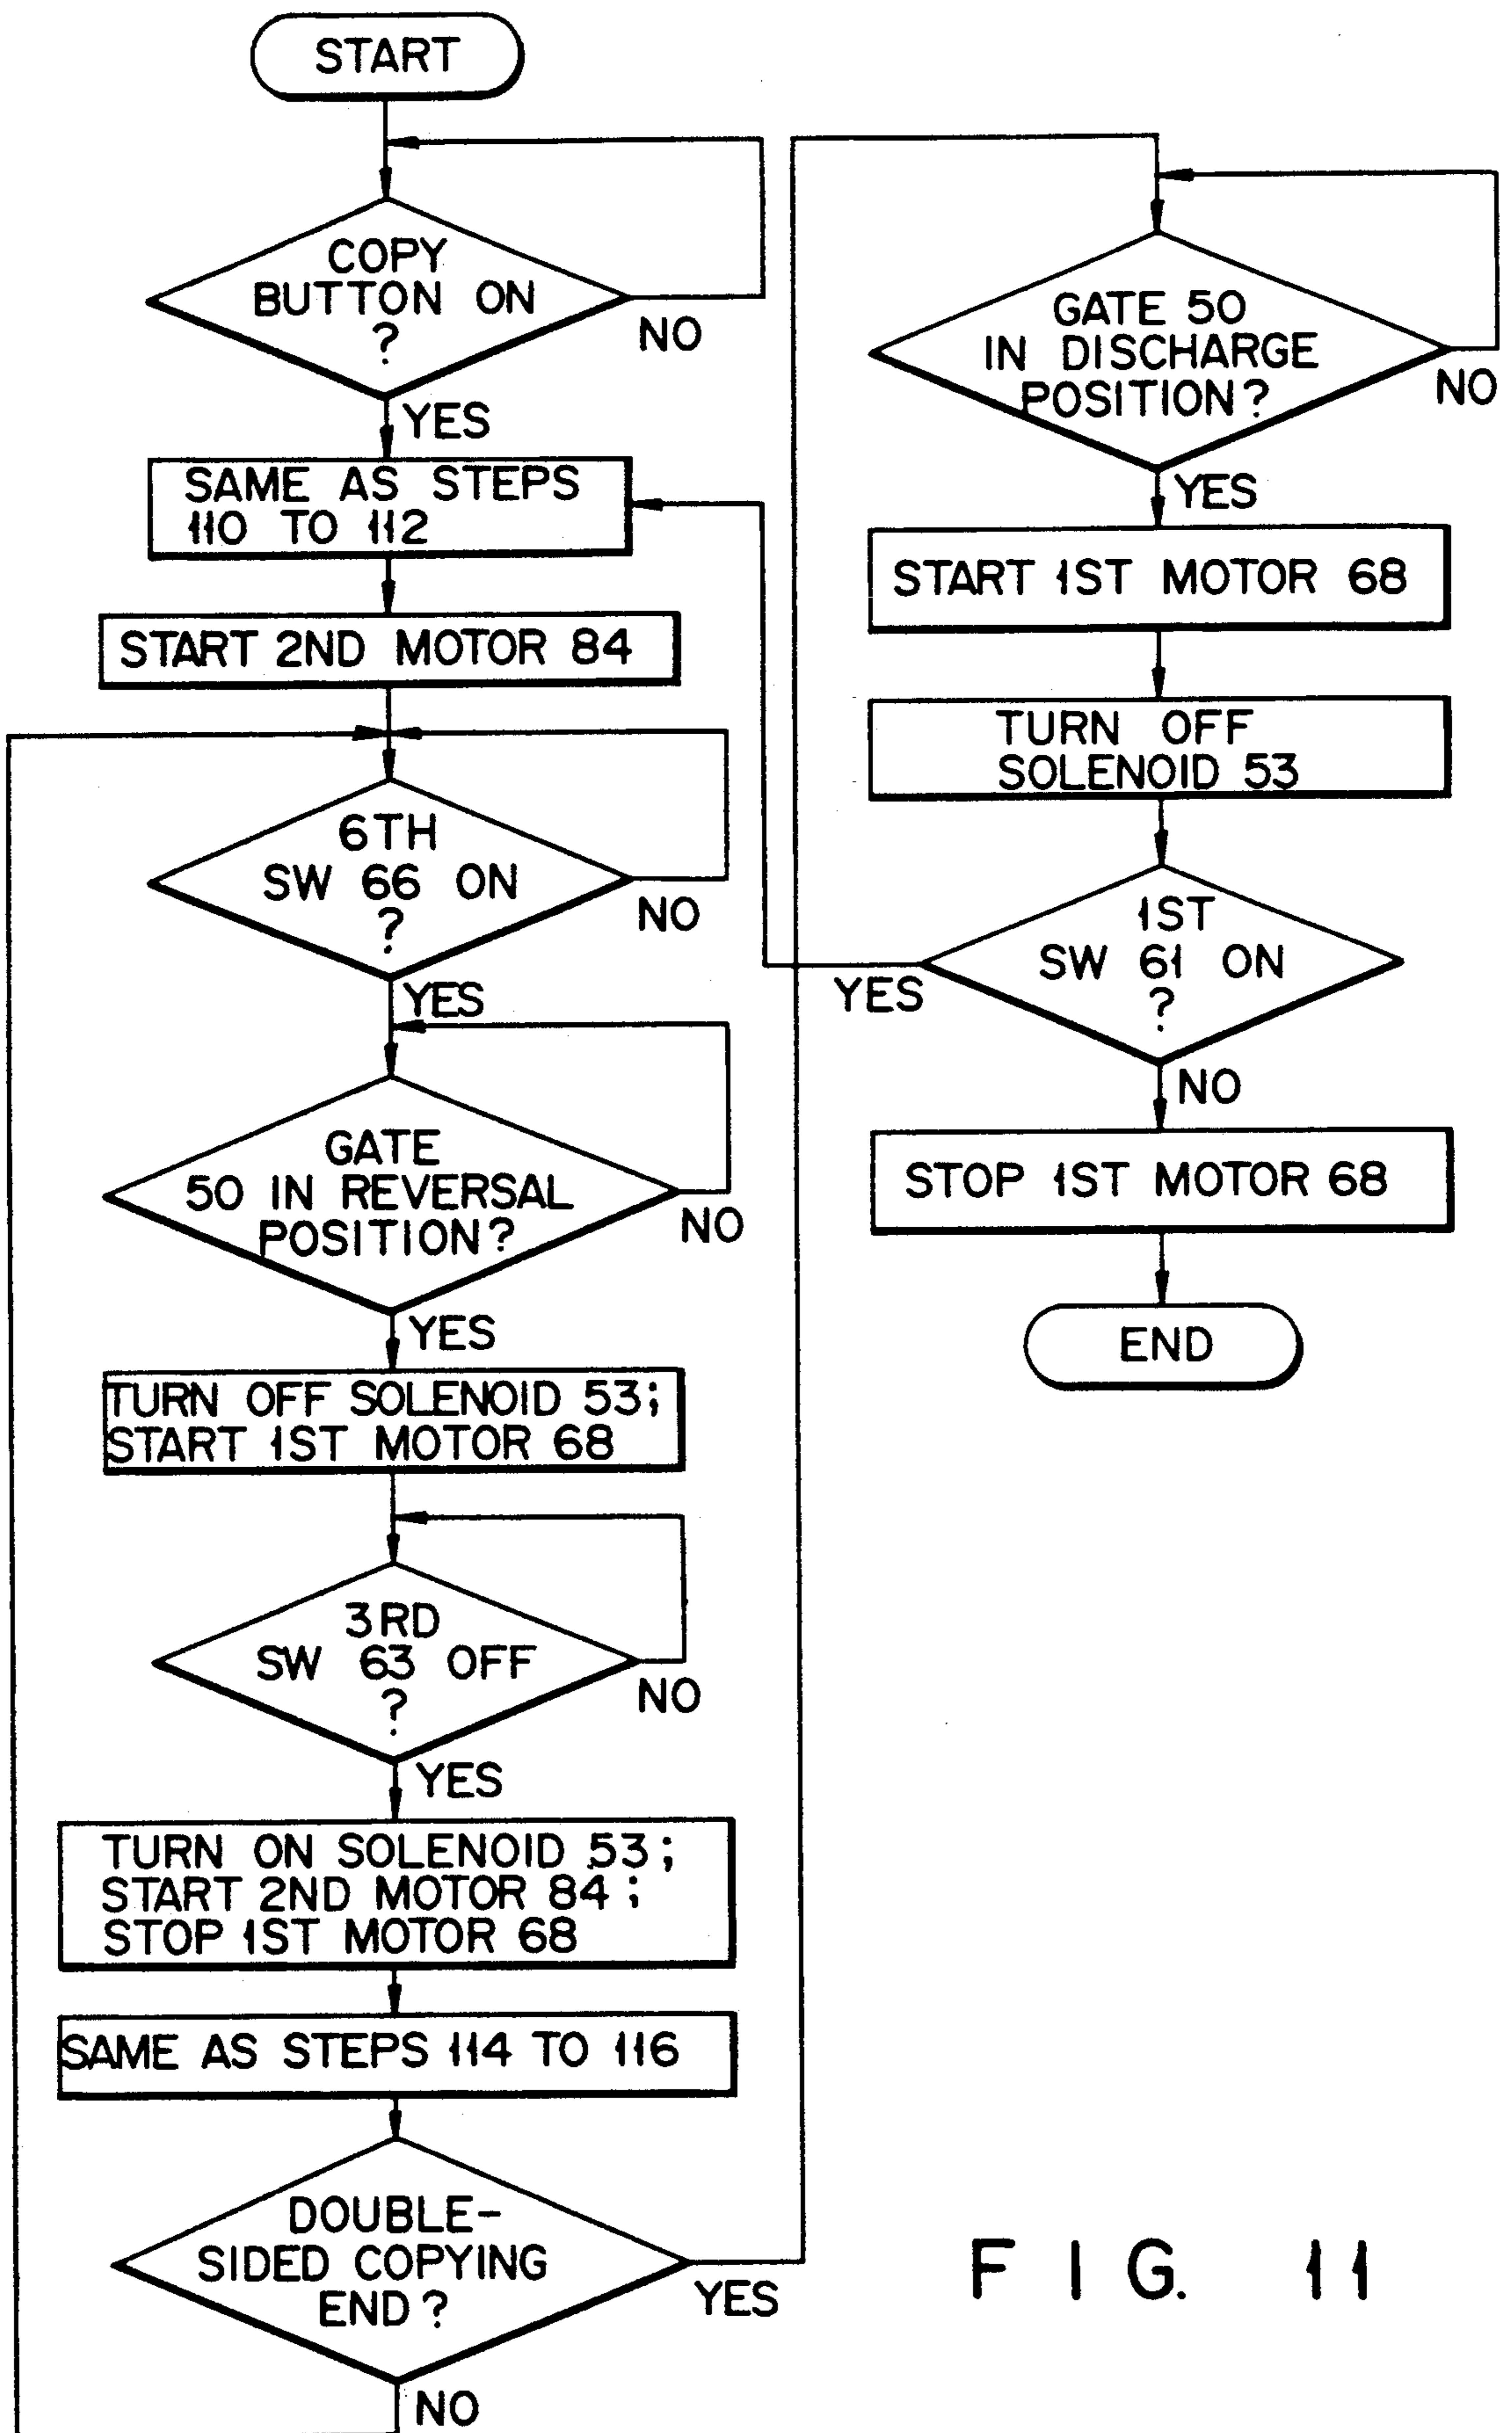 START
COPY
BUTTON ON
?
NO
YES
SAME AS STEPS
110 TO 112
START 2ND MOTOR 84
6TH
SW 66 ON
?
NO
YES
GATE
50 IN REVERSAL
POSITION?
NO
YES
TURN OFF SOLENOID 53;
START 1ST MOTOR 68
3RD
SW 63 OFF
?
NO
YES
TURN ON SOLENOID 53;
START 2ND MOTOR 84;
STOP 1ST MOTOR 68
SAME AS STEPS 114 TO 116
DOUBLE-
SIDED COPYING
END?
YES
NO
GATE 50
IN DISCHARGE
POSITION?
NO
YES
START 1ST MOTOR 68
TURN OFF
SOLENOID 53
1ST
SW 61 ON
?
YES
NO
STOP 1ST MOTOR 68
END
FIG. 11